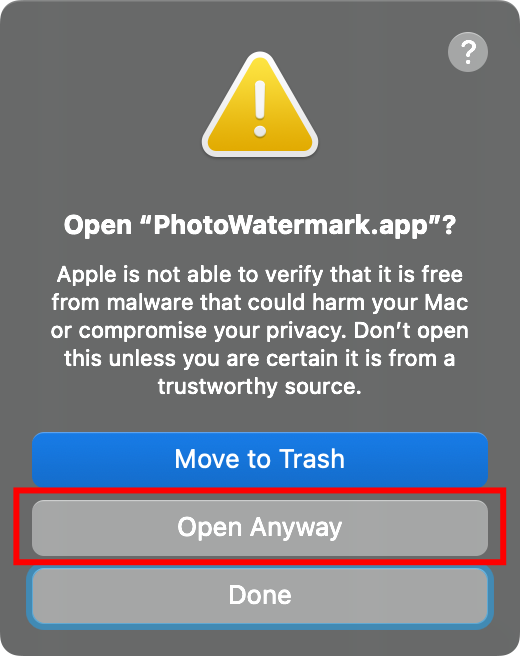 ?
Open “PhotoWatermark.app”?
Apple is not able to verify that it is free
from malware that could harm your Mac
or compromise your privacy. Don’t open
this unless you are certain it is from a
trustworthy source.
Move to Trash
Open Anyway
Done